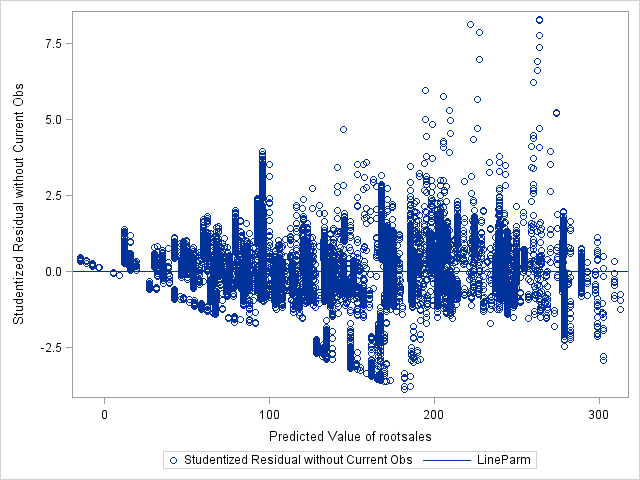 Studentized Residual without Current Obs
7.5
5.0
2.5
0.0
-2.5
0
100
200
300
Predicted Value of rootsales
Studentized Residual without Current Obs
LineParm